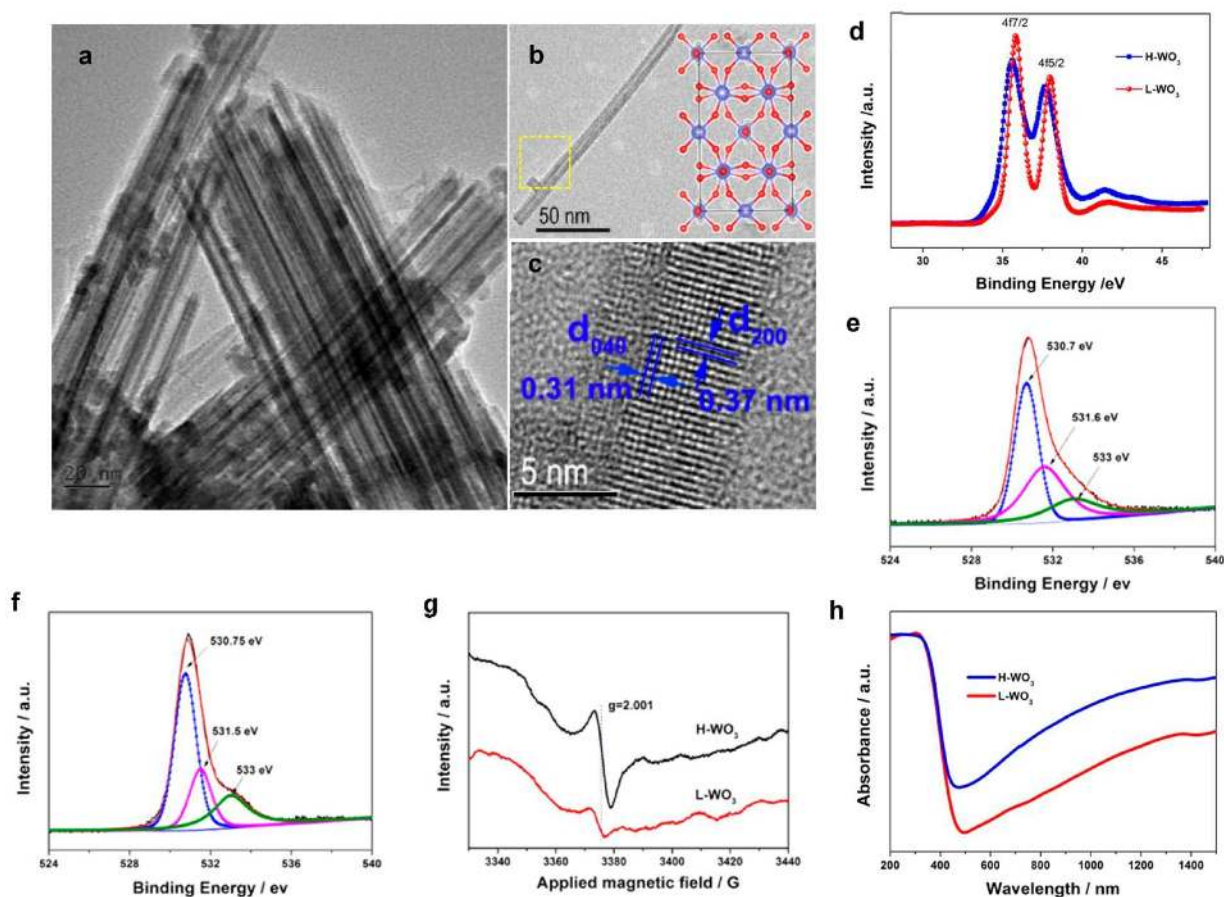 a
20 nm
b
50 nm
c
d040
d200
0.31 nm
0.37 nm
5 nm
d
4f7/2
4f5/2
H-WO3
L-WO3
Intensity /a.u.
30 35 40 45
Binding Energy /eV
e
530.7 eV
531.6 eV
533 eV
Intensity / a.u.
524 528 532 536 540
Binding Energy / ev
f
530.75 eV
531.5 eV
533 eV
Intensity / a.u.
524 528 532 536 540
Binding Energy / ev
g
g=2.001
H-WO3
L-WO3
Intensity / a.u.
3340 3360 3380 3400 3420 3440
Applied magnetic field / G
h
H-WO3
L-WO3
Absorbance / a.u.
200 400 600 800 1000 1200 1400
Wavelength / nm